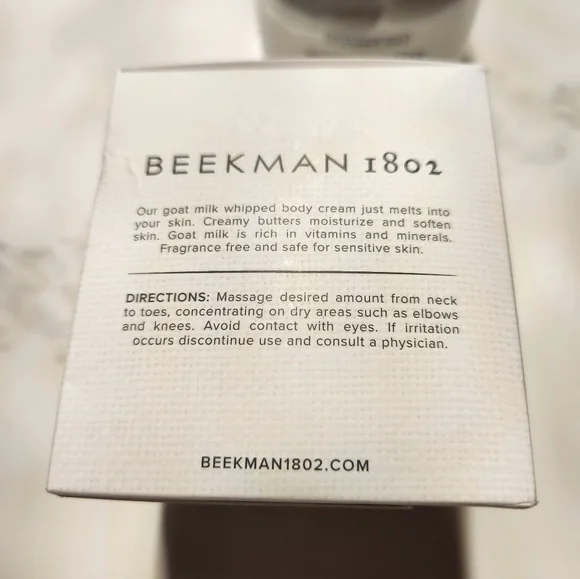 BEEKMAN 1802
Our goat milk whipped body cream just melts into
your skin. Creamy butters moisturize and soften
skin. Goat milk is rich in vitamins and minerals.
Fragrance free and safe for sensitive skin.
DIRECTIONS: Massage desired amount from neck
to toes, concentrating on dry areas such as elbows
and knees. Avoid contact with eyes. If irritation
occurs discontinue use and consult a physician.
BEEKMAN1802.COM